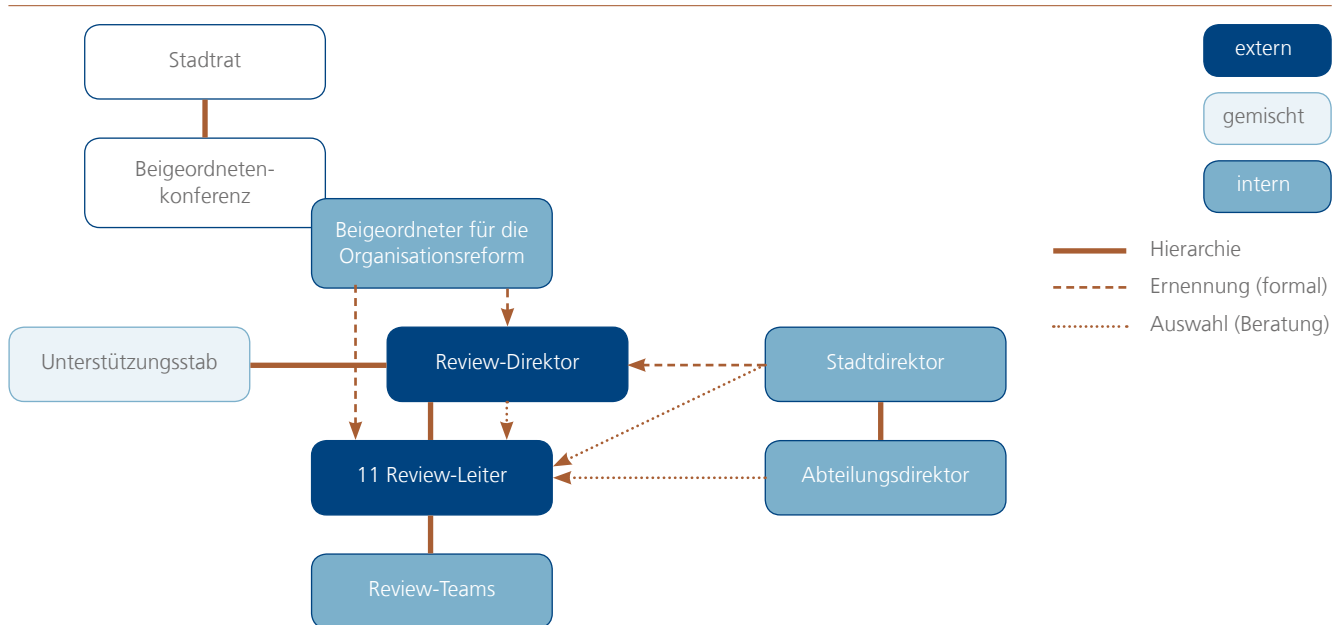 Stadtrat
Beigeordneten-
konferenz
Beigeordneter für die
Organisationsreform
Unterstützungsstab
Review-Direktor
Stadtdirektor
11 Review-Leiter
Abteilungsdirektor
Review-Teams
extern
gemischt
intern
Hierarchie
Ernennung (formal)
Auswahl (Beratung)